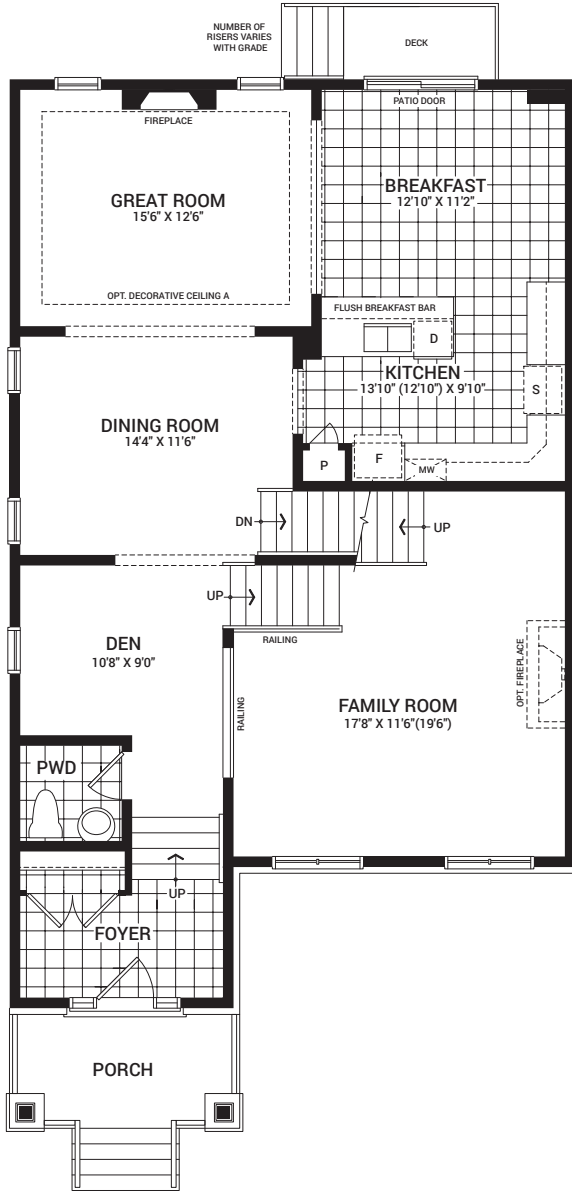 NUMBER OF
RISERS VARIES
WITH GRADE
DECK
PATIO DOOR
FIREPLACE
GREAT ROOM
15'6" X 12'6"
BREAKFAST
12'10" X 11'2"
OPT. DECORATIVE CEILING A
FLUSH BREAKFAST BAR
D
KITCHEN
13'10" (12'10") X 9'10"
S
DINING ROOM
14'4" X 11'6"
P
F
MW
DN
UP
UP
RAILING
DEN
10'8" X 9'0"
RAILING
OPT. FIREPLACE
FAMILY ROOM
17'8" X 11'6"(19'6")
PWD
UP
FOYER
PORCH